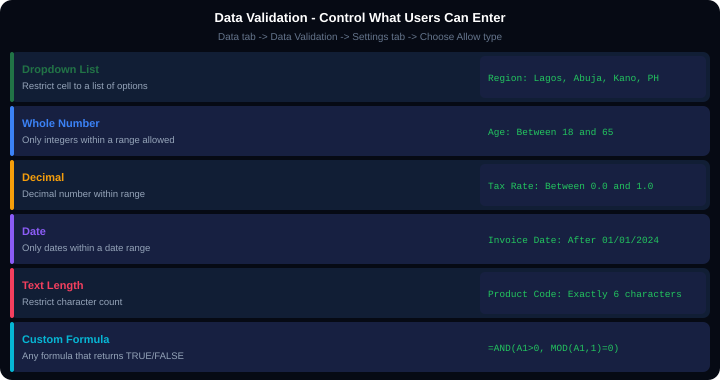 Data Validation - Control What Users Can Enter
Data tab -> Data Validation -> Settings tab -> Choose Allow type
Dropdown List
Restrict cell to a list of options
Region: Lagos, Abuja, Kano, PH
Whole Number
Only integers within a range allowed
Age: Between 18 and 65
Decimal
Decimal number within range
Tax Rate: Between 0.0 and 1.0
Date
Only dates within a date range
Invoice Date: After 01/01/2024
Text Length
Restrict character count
Product Code: Exactly 6 characters
Custom Formula
Any formula that returns TRUE/FALSE
=AND(A1>0, MOD(A1,1)=0)